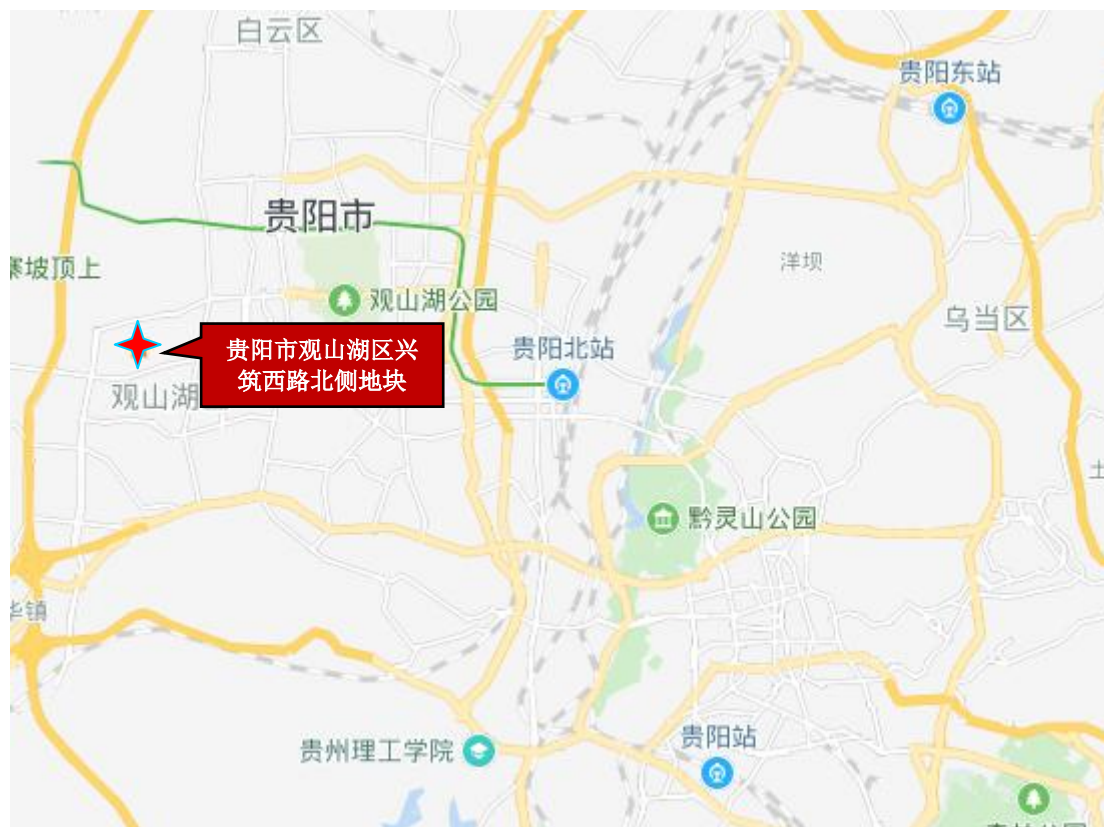 白云区
贵阳东站
贵阳市
洋坝
寨坡顶上
观山湖公园
乌当区
贵阳市观山湖区兴
筑西路北侧地块
贵阳北站
观山湖
黔灵山公园
土
华镇
贵阳站
贵州理工学院